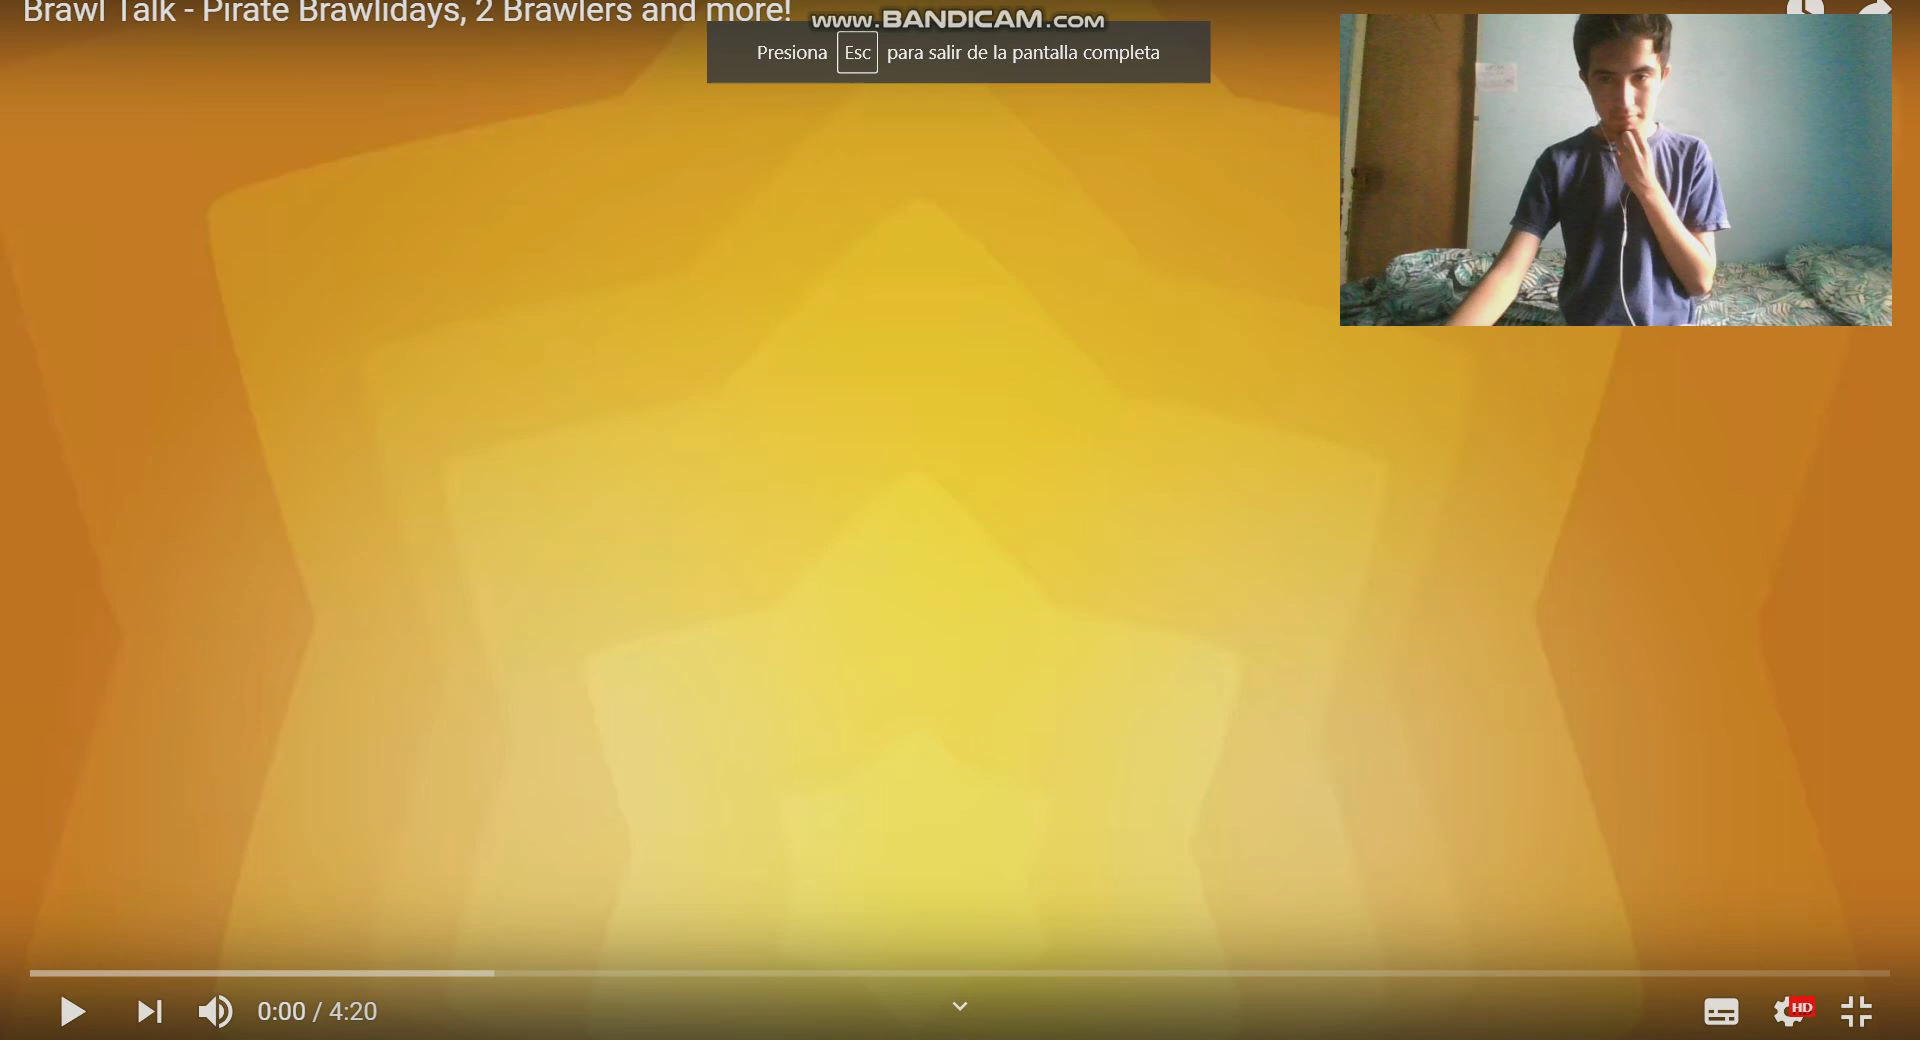 Brawl Talk - Pirate Brawlidays, 2 Brawlers and more!
www.BANDICAM.com
Presiona Esc para salir de la pantalla completa
0:00 / 4:20
HD